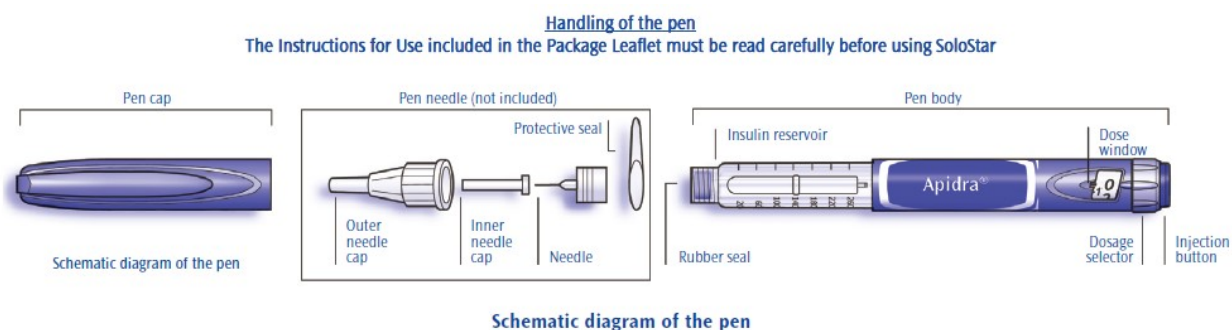 Handling of the pen
The Instructions for Use included in the Package Leaflet must be read carefully before using SoloStar
Pen cap
Pen needle (not included)
Pen body
Protective seal
Insulin reservoir
Dose
window
Apidra®
Outer
needle
cap
Inner
needle
cap
Needle
Rubber seal
Dosage
selector
Injection
button
Schematic diagram of the pen
Schematic diagram of the pen